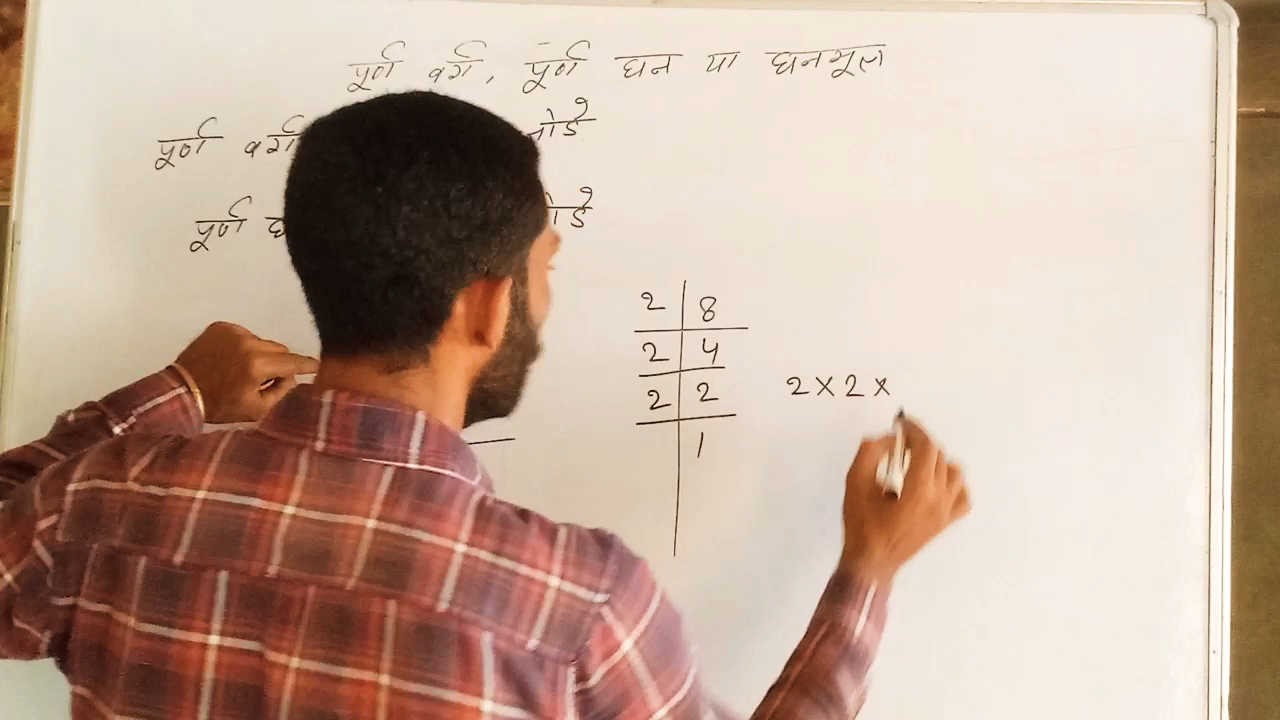 पूर्ण वर्ग, पूर्ण घन या घनमूल
पूर्ण वर्ग
पूर्ण
2 | 8
2 | 4
2 | 2
1
2 × 2 ×